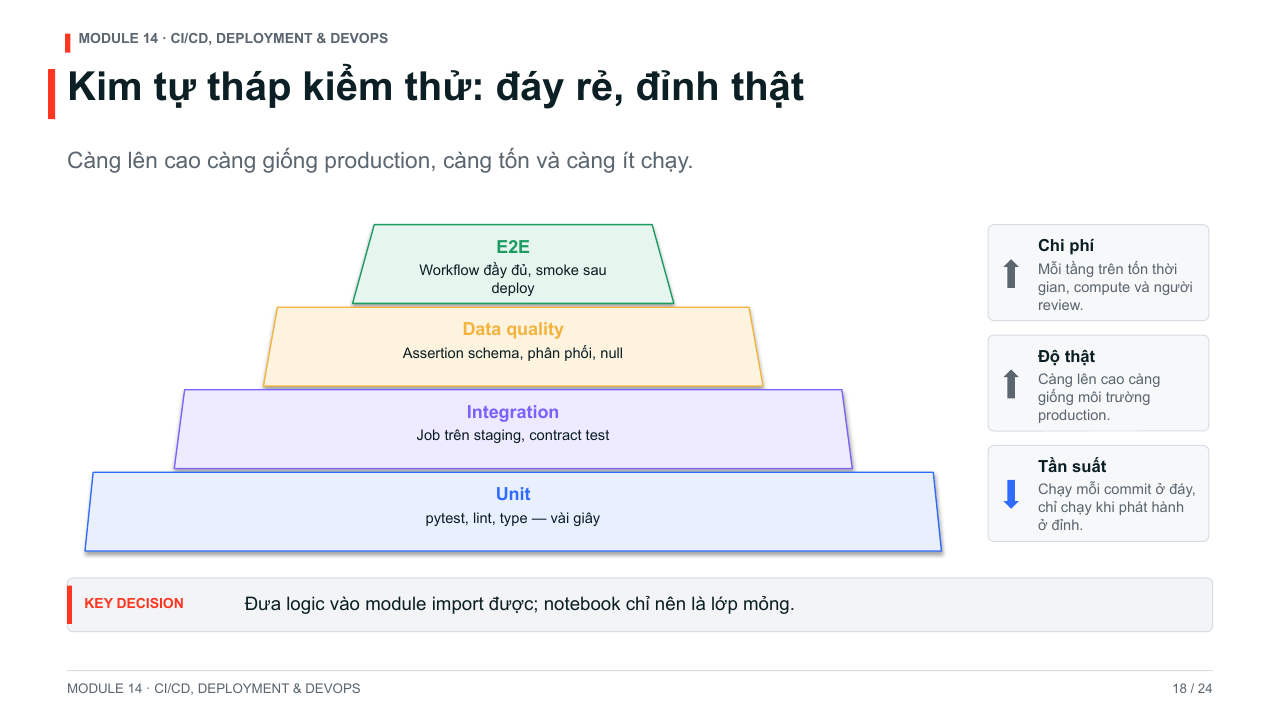 MODULE 14 · CI/CD, DEPLOYMENT & DEVOPS
Kim tự tháp kiểm thử: đáy rẻ, đỉnh thật
Càng lên cao càng giống production, càng tốn và càng ít chạy.
E2E
Workflow đầy đủ, smoke sau
deploy
Data quality
Assertion schema, phân phối, null
Integration
Job trên staging, contract test
Unit
pytest, lint, type — vài giây
Chi phí
Mỗi tầng trên tốn thời
gian, compute và người
review.
Độ thật
Càng lên cao càng
giống môi trường
production.
Tần suất
Chạy mỗi commit ở đáy,
chỉ chạy khi phát hành
ở đỉnh.
KEY DECISION
Đưa logic vào module import được; notebook chỉ nên là lớp mỏng.
MODULE 14 · CI/CD, DEPLOYMENT & DEVOPS
18 / 24